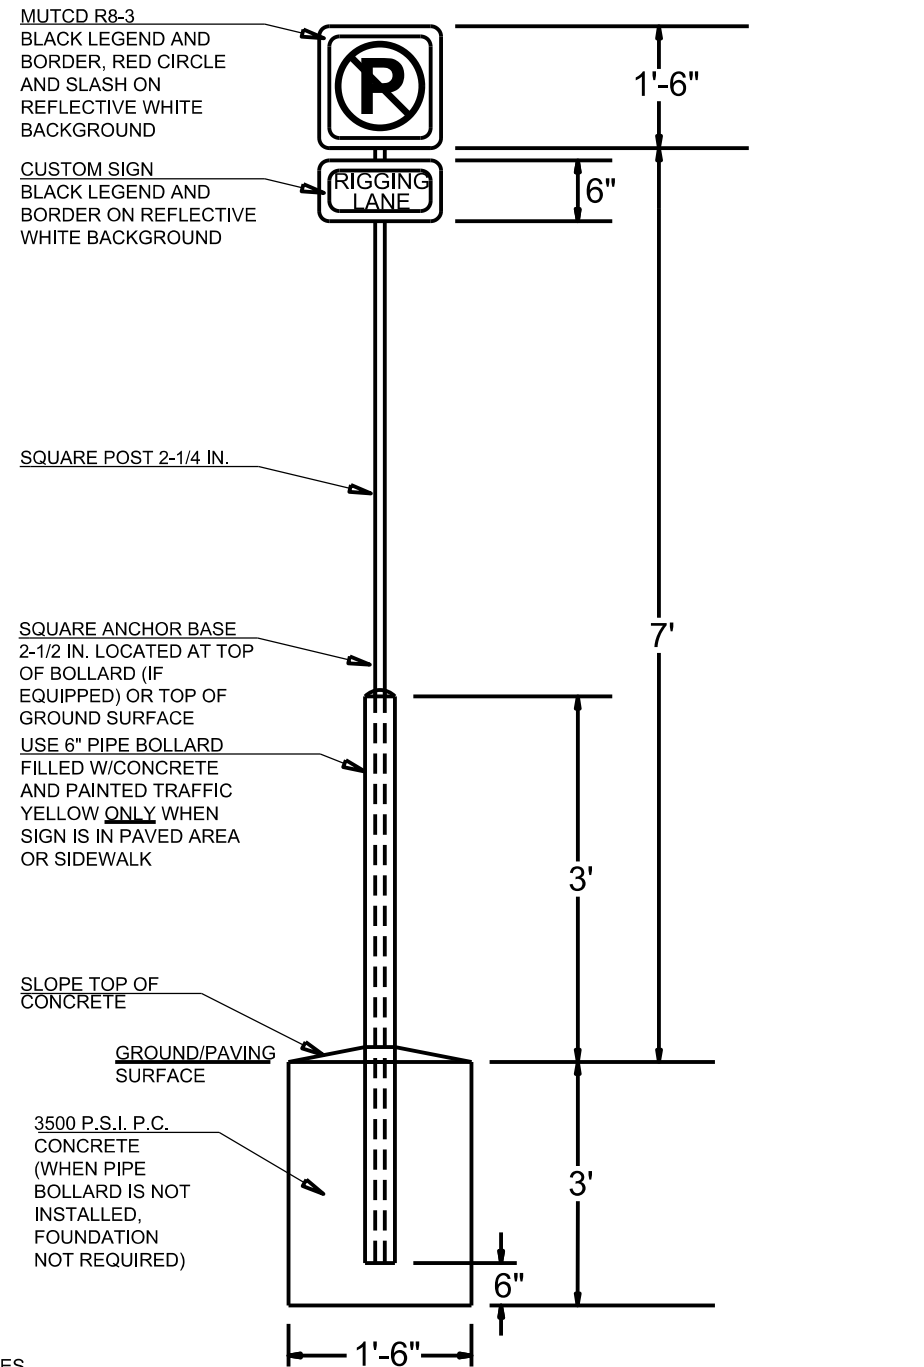 MUTCD R8-3
BLACK LEGEND AND
BORDER, RED CIRCLE
AND SLASH ON
REFLECTIVE WHITE
BACKGROUND
P
1'-6"
CUSTOM SIGN
BLACK LEGEND AND
BORDER ON REFLECTIVE
WHITE BACKGROUND
RIGGING
LANE
6"
SQUARE POST 2-1/4 IN.
7'
SQUARE ANCHOR BASE
2-1/2 IN. LOCATED AT TOP
OF BOLLARD (IF
EQUIPPED) OR TOP OF
GROUND SURFACE
USE 6" PIPE BOLLARD
FILLED W/CONCRETE
AND PAINTED TRAFFIC
YELLOW ONLY WHEN
SIGN IS IN PAVED AREA
OR SIDEWALK
3'
SLOPE TOP OF
CONCRETE
GROUND/PAVING
SURFACE
3500 P.S.I. P.C.
CONCRETE
(WHEN PIPE
BOLLARD IS NOT
INSTALLED,
FOUNDATION
NOT REQUIRED)
3'
6"
1'-6"